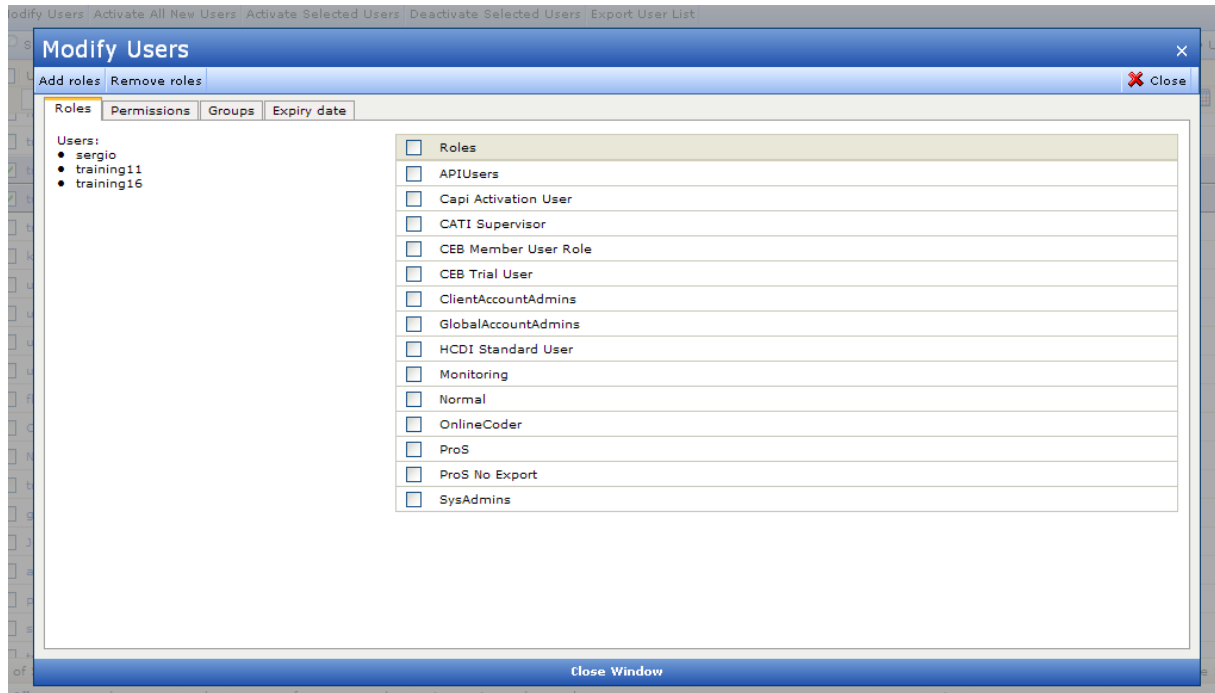 Modify Users Activate All New Users Activate Selected Users Deactivate Selected Users Export User List
Modify Users
Add roles Remove roles Close
Roles Permissions Groups Expiry date
Users:
sergio
training11
training16
Roles
APIUsers
Capi Activation User
CATI Supervisor
CEB Member User Role
CEB Trial User
ClientAccountAdmins
GlobalAccountAdmins
HCDI Standard User
Monitoring
Normal
OnlineCoder
ProS
ProS No Export
SysAdmins
of
Close Window